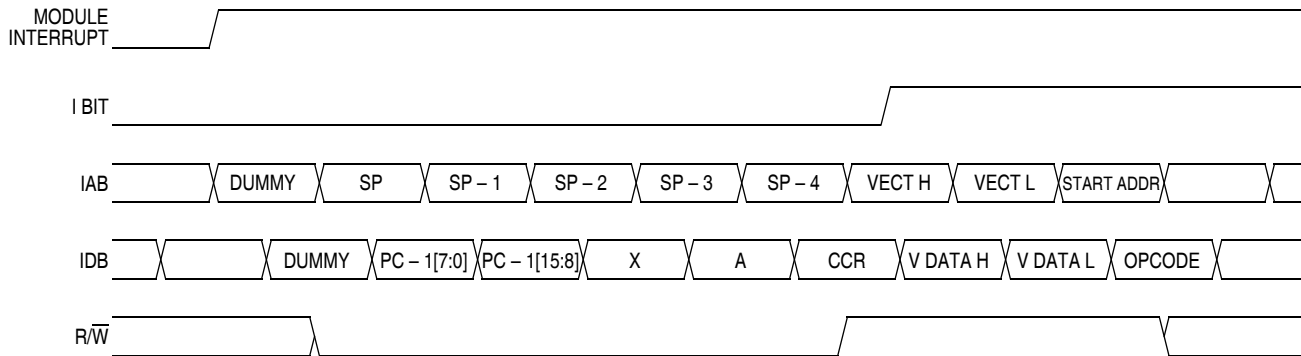 MODULE
INTERRUPT
I BIT
IAB DUMMY SP SP – 1 SP – 2 SP – 3 SP – 4 VECT H VECT L START ADDR
IDB DUMMY PC – 1[7:0] PC – 1[15:8] X A CCR V DATA H V DATA L OPCODE
R/W̅